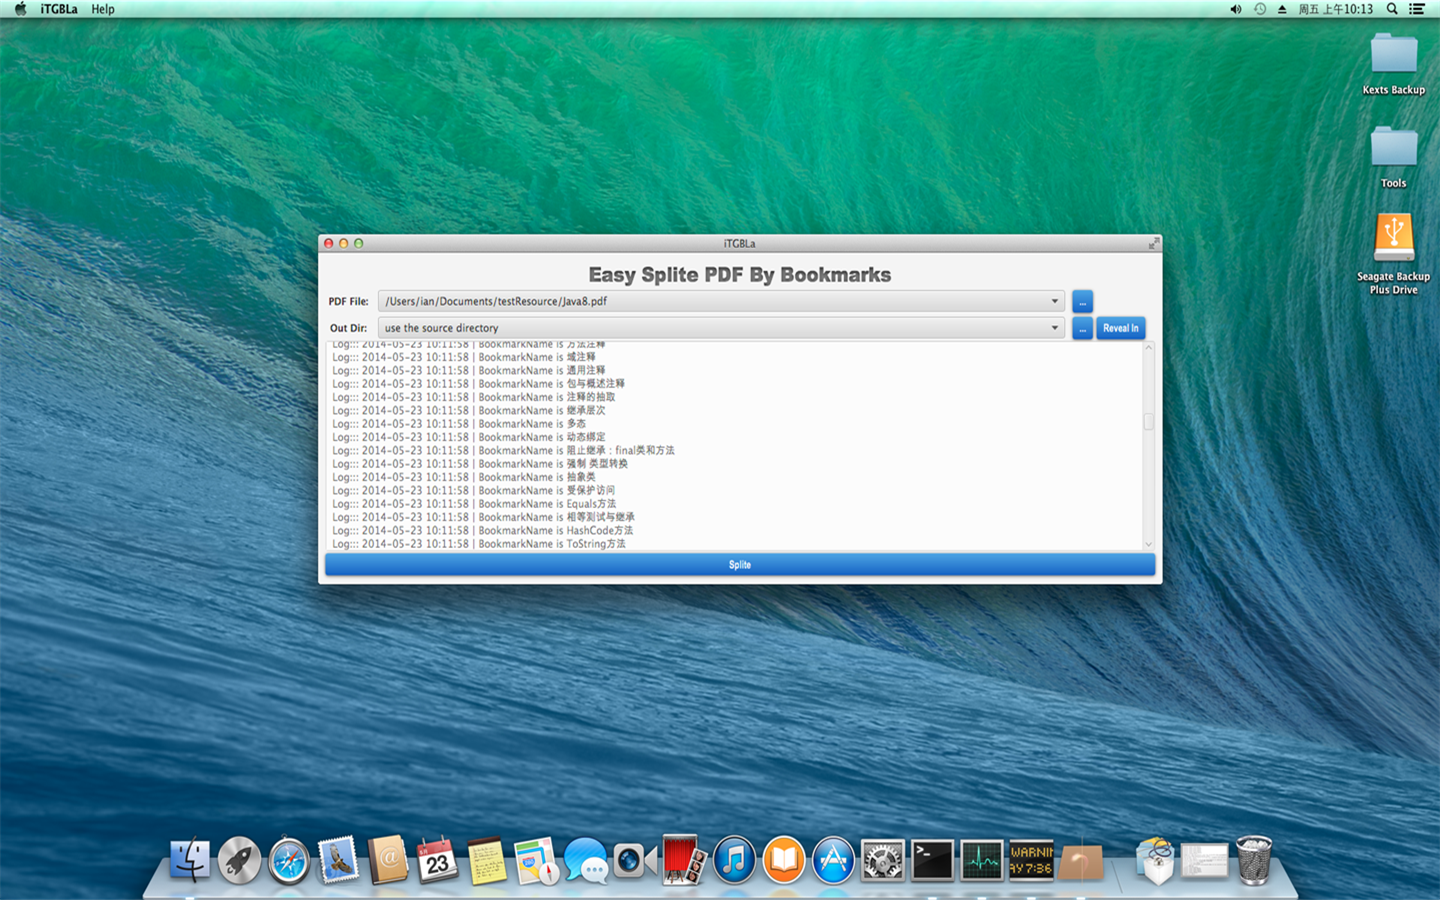 iTGBLa Help 周五 上午10:13
Kexts Backup
Tools
Seagate Backup
Plus Drive
iTGBLa
Easy Splite PDF By Bookmarks
PDF File: /Users/ian/Documents/testResource/Java8.pdf ...
Out Dir: use the source directory ... Reveal In
Log::: 2014-05-23 10:11:58 | BookmarkName is 方法注释
Log::: 2014-05-23 10:11:58 | BookmarkName is 域注释
Log::: 2014-05-23 10:11:58 | BookmarkName is 通用注释
Log::: 2014-05-23 10:11:58 | BookmarkName is 包与概述注释
Log::: 2014-05-23 10:11:58 | BookmarkName is 注释的抽取
Log::: 2014-05-23 10:11:58 | BookmarkName is 继承层次
Log::: 2014-05-23 10:11:58 | BookmarkName is 多态
Log::: 2014-05-23 10:11:58 | BookmarkName is 动态绑定
Log::: 2014-05-23 10:11:58 | BookmarkName is 阻止继承：final类和方法
Log::: 2014-05-23 10:11:58 | BookmarkName is 强制 类型转换
Log::: 2014-05-23 10:11:58 | BookmarkName is 抽象类
Log::: 2014-05-23 10:11:58 | BookmarkName is 受保护访问
Log::: 2014-05-23 10:11:58 | BookmarkName is Equals方法
Log::: 2014-05-23 10:11:58 | BookmarkName is 相等测试与继承
Log::: 2014-05-23 10:11:58 | BookmarkName is HashCode方法
Log::: 2014-05-23 10:11:58 | BookmarkName is ToString方法
Splite
23
WARNIN
AY 7:36